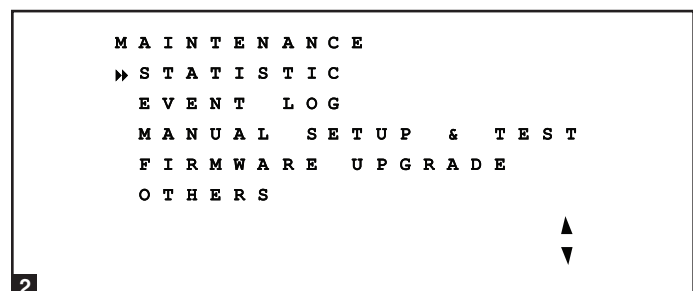 MAINTENANCE
STATISTIC
EVENT LOG
MANUAL SETUP & TEST
FIRMWARE UPGRADE
OTHERS
2